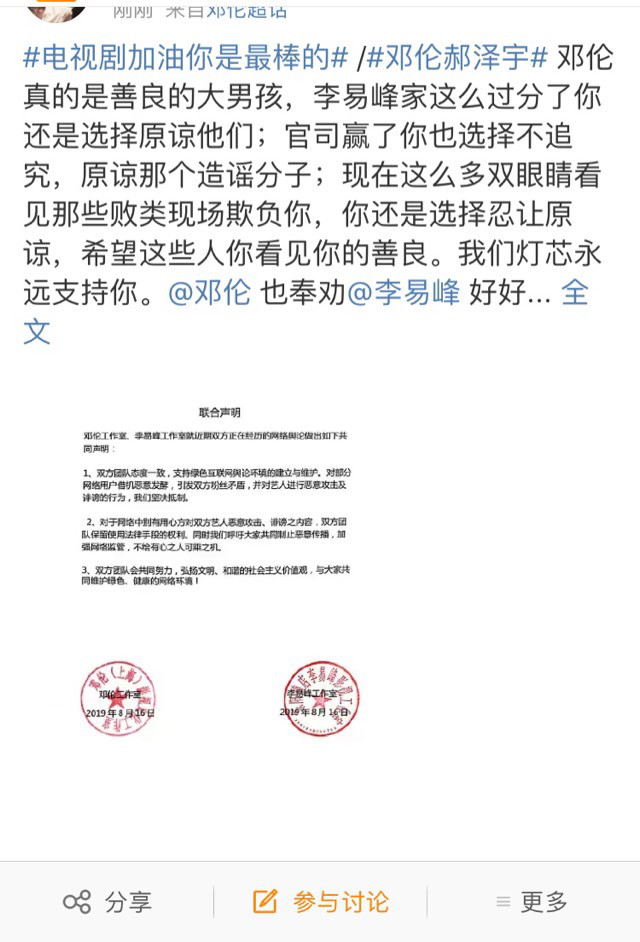 刚刚 来自邓伦超话
#电视剧加油你是最棒的# /#邓伦郝泽宇# 邓伦
真的是善良的大男孩，李易峰家这么过分了你
还是选择原谅他们；官司赢了你也选择不追
究，原谅那个造谣分子；现在这么多双眼睛看
见那些败类现场欺负你，你还是选择忍让原
谅，希望这些人你看见你的善良。我们灯芯永
远支持你。@邓伦 也奉劝@李易峰 好好... 全
文
联合声明
邓伦工作室、李易峰工作室就近期双方正在经历的网络舆论做出如下共
同声明：
1、双方团队态度一致，支持绿色互联网舆论环境的建立与维护。对部分
网络用户借机恶意发酵，引发双方粉丝矛盾，并对艺人进行恶意攻击及
诽谤的行为，我们坚决抵制。
2、对于网络中别有用心方对双方艺人恶意攻击、诽谤之内容，双方团
队保留使用法律手段的权利。同时我们呼吁大家共同制止恶意传播，加
强网络监管，不给有心之人可乘之机。
3、双方团队会共同努力，弘扬文明、和谐的社会主义价值观，与大家共
同维护绿色、健康的网络环境！
邓伦工作室
2019年8月16日
李易峰工作室
2019年8月16日
分享
参与讨论
更多